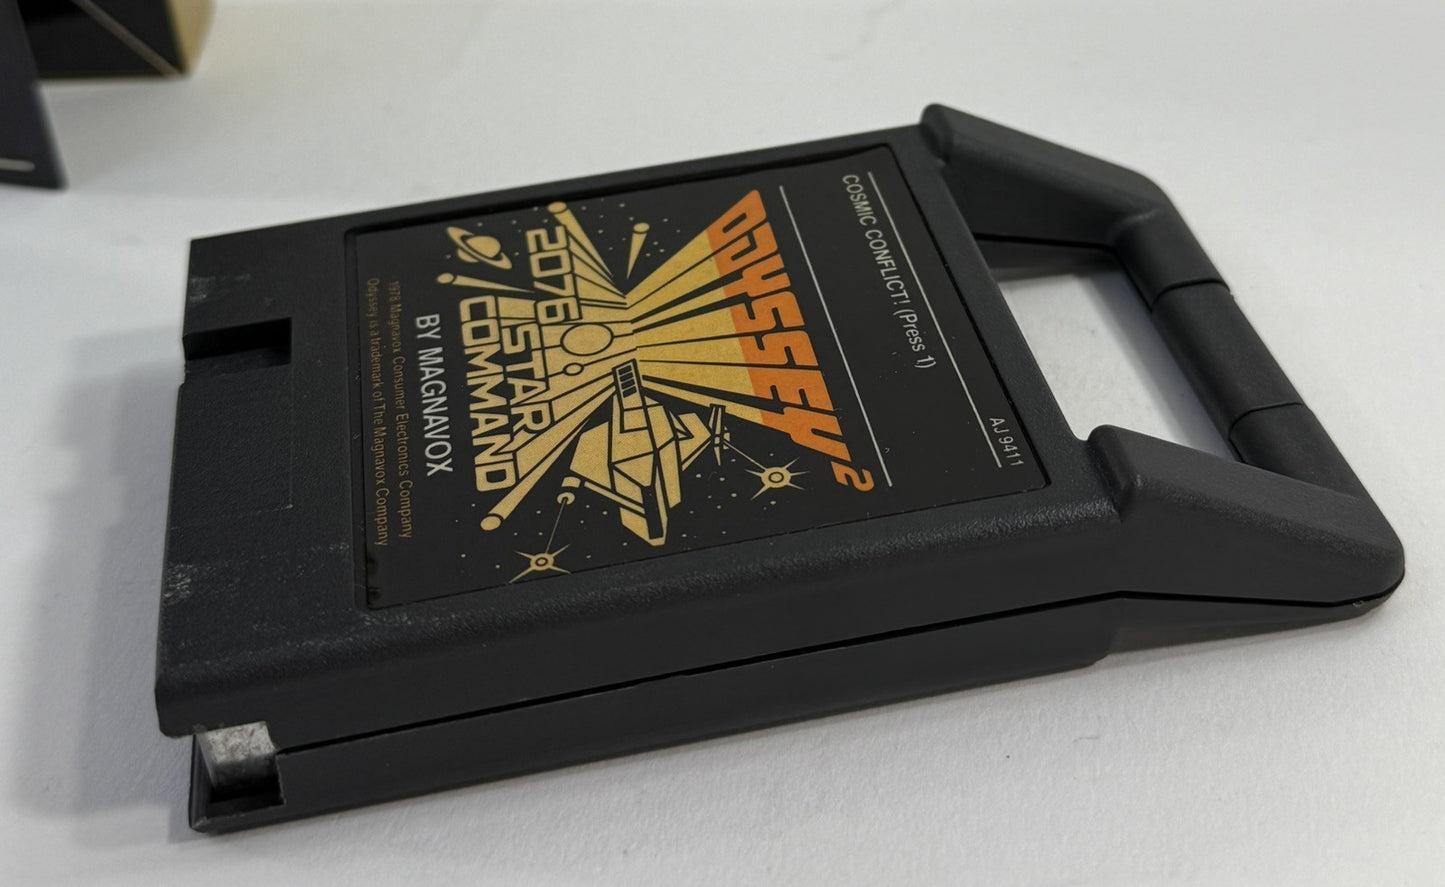 AJ 9411
COSMIC CONFLICT! (Press 1)
ODYSSEY²
2076
STAR
COMMAND
BY MAGNAVOX
1978 Magnavox Consumer Electronics Company
Odyssey is a trademark of The Magnavox Company